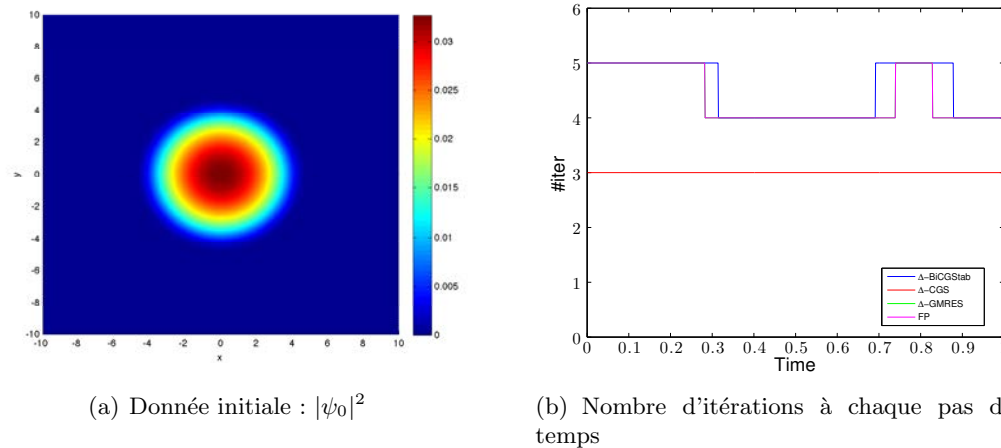 10
8
6
4
2
0
-2
-4
-6
-8
-10
y
-10 -8 -6 -4 -2 0 2 4 6 8 10
x
0.03
0.025
0.02
0.015
0.01
0.005
0
(a) Donnée initiale : |ψ₀|²
6
5
4
3
2
1
0
#iter
0 0.1 0.2 0.3 0.4 0.5 0.6 0.7 0.8 0.9
Time
Δ-BiCGStab
Δ-CGS
Δ-GMRES
FP
(b) Nombre d'itérations à chaque pas d
temps